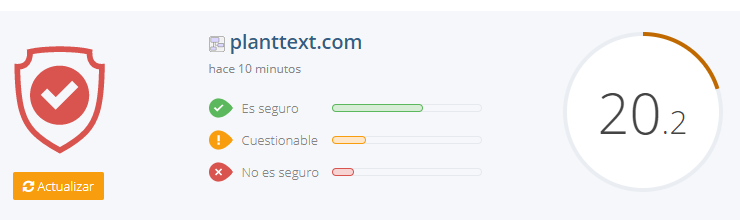 planttext.com
hace 10 minutos
Es seguro
Cuestionable
No es seguro
Actualizar
20.2